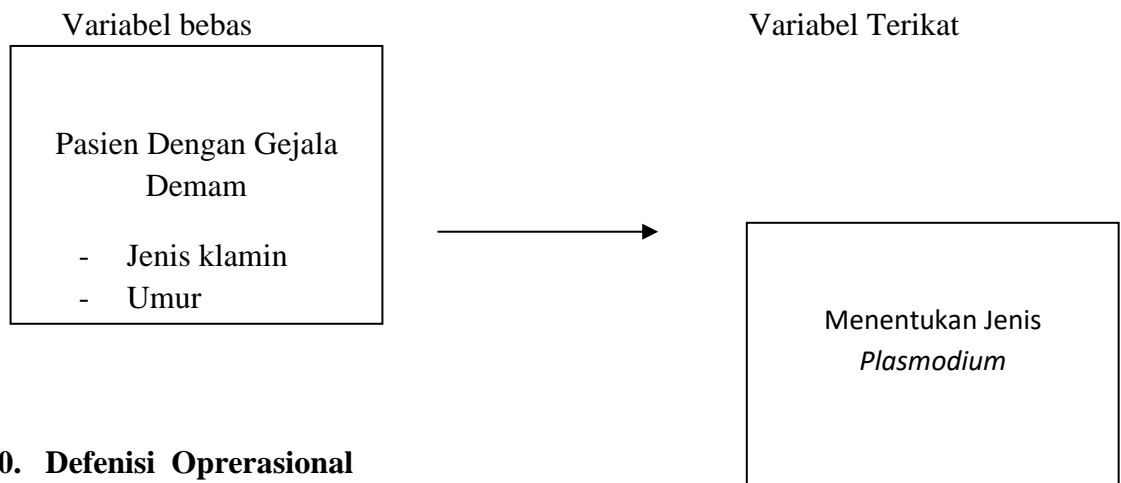 Variabel bebas
Variabel Terikat
Pasien Dengan Gejala
Demam
- Jenis klamin
- Umur
Menentukan Jenis
Plasmodium
0. Defenisi Oprerasional